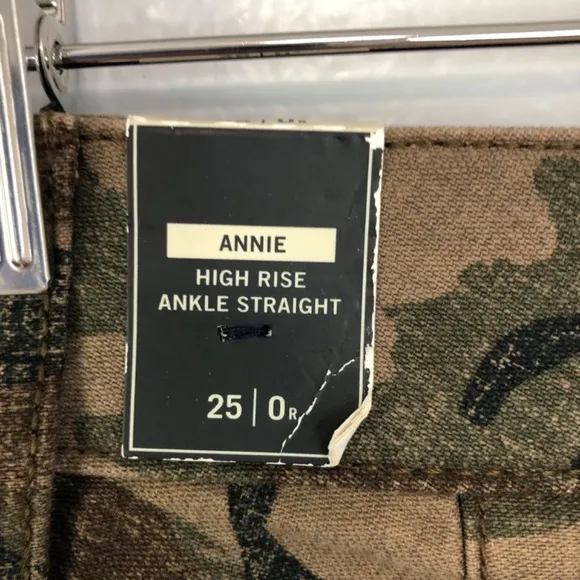 ANNIE
HIGH RISE
ANKLE STRAIGHT
25 | 0R